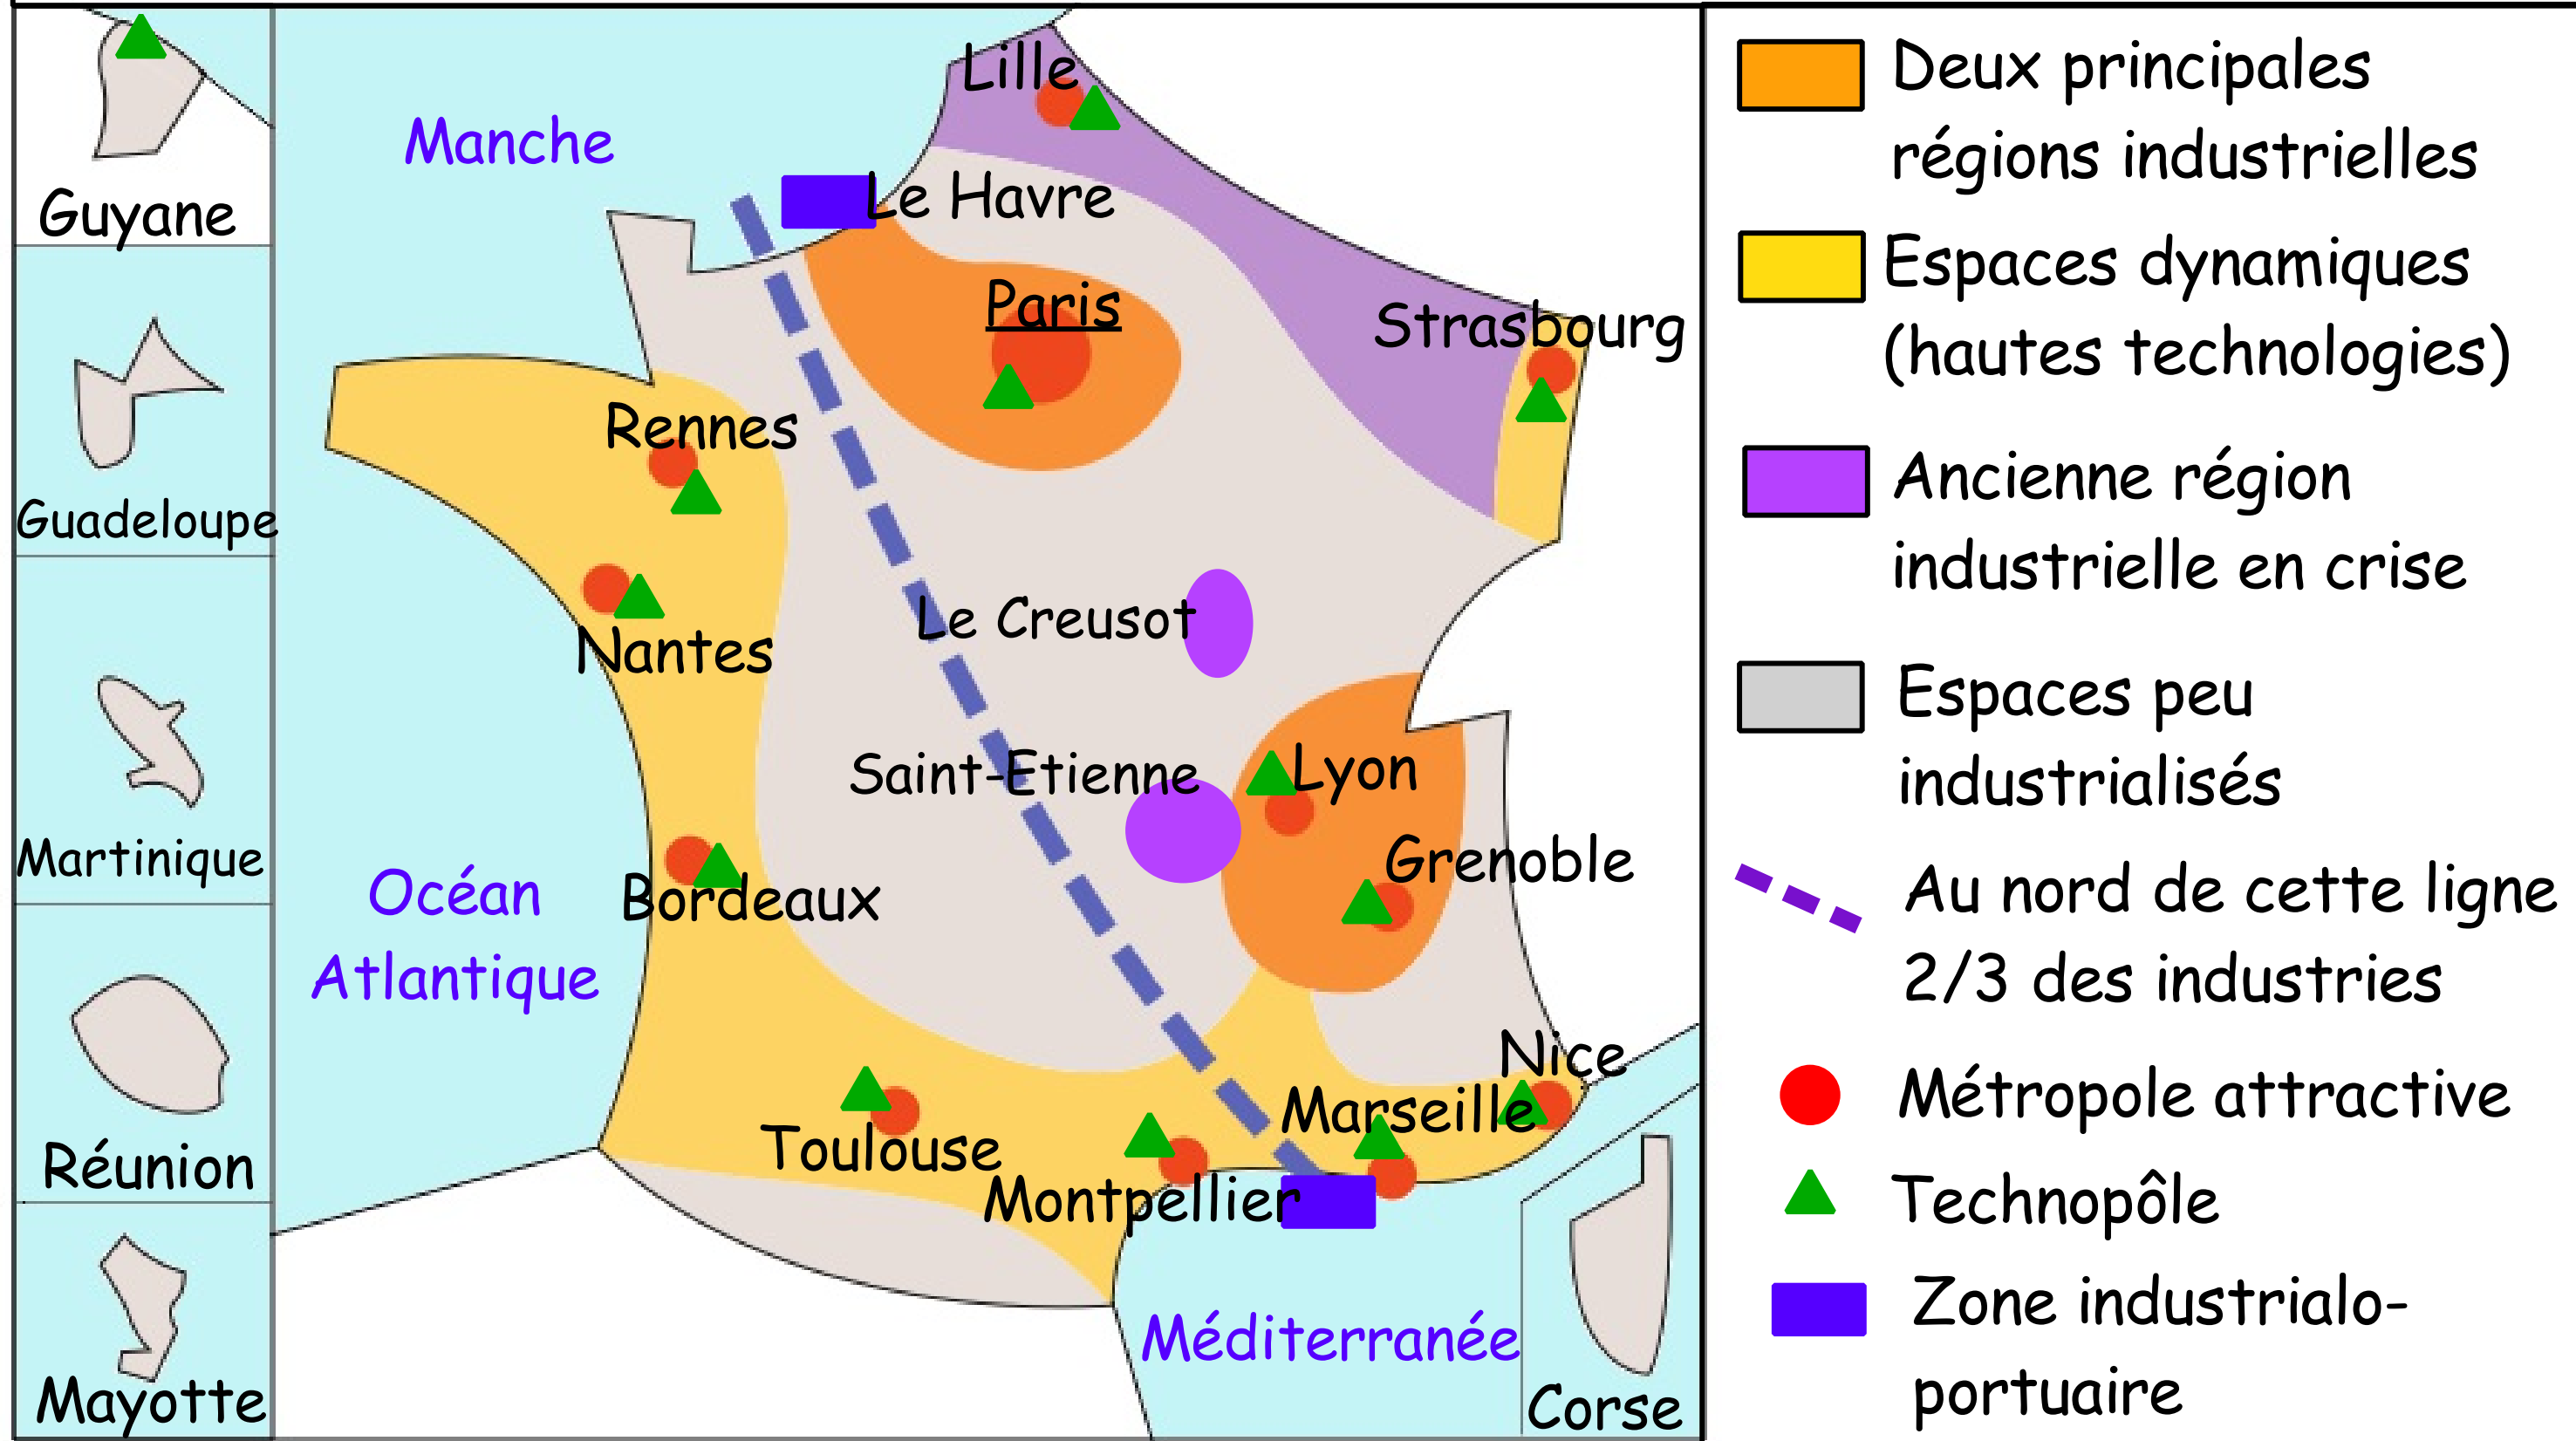 Guyane
Guadeloupe
Martinique
Réunion
Mayotte
Manche
Lille
Le Havre
Paris
Strasbourg
Rennes
Nantes
Le Creusot
Saint-Etienne
Lyon
Grenoble
Bordeaux
Océan
Atlantique
Nice
Marseille
Toulouse
Montpellier
Méditerranée
Corse
Deux principales
régions industrielles
Espaces dynamiques
(hautes technologies)
Ancienne région
industrielle en crise
Espaces peu
industrialisés
Au nord de cette ligne
2/3 des industries
Métropole attractive
Technopôle
Zone industrialo-
portuaire